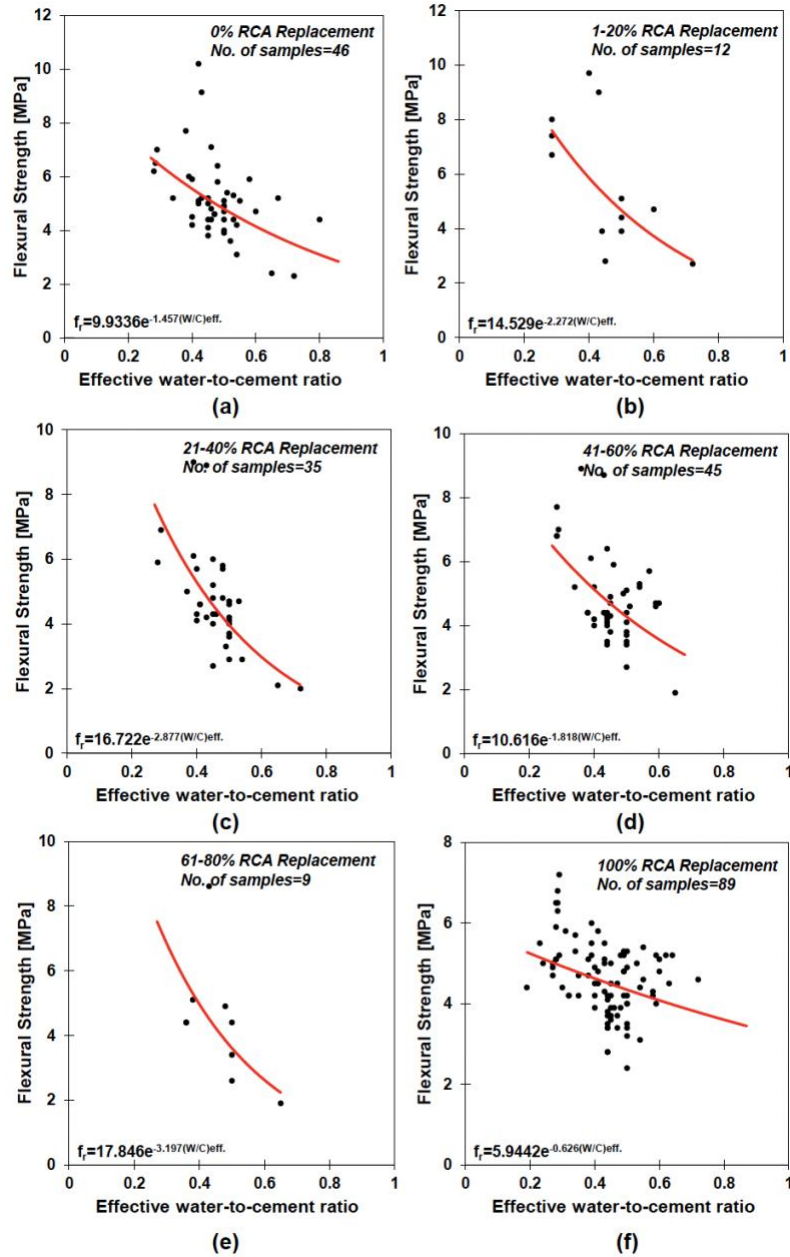 0% RCA Replacement
No. of samples=46
Flexural Strength [MPa]
12
10
8
6
4
2
0
f_r=9.9336e^-1.457(W/C)eff.
0 0.2 0.4 0.6 0.8 1
Effective water-to-cement ratio
(a)
1-20% RCA Replacement
No. of samples=12
Flexural Strength [MPa]
12
10
8
6
4
2
0
f_r=14.529e^-2.272(W/C)eff.
0 0.2 0.4 0.6 0.8 1
Effective water-to-cement ratio
(b)
21-40% RCA Replacement
No. of samples=35
Flexural Strength [MPa]
10
8
6
4
2
0
f_r=16.722e^-2.877(W/C)eff.
0 0.2 0.4 0.6 0.8 1
Effective water-to-cement ratio
(c)
41-60% RCA Replacement
No. of samples=45
Flexural Strength [MPa]
10
8
6
4
2
0
f_r=10.616e^-1.818(W/C)eff.
0 0.2 0.4 0.6 0.8 1
Effective water-to-cement ratio
(d)
61-80% RCA Replacement
No. of samples=9
Flexural Strength [MPa]
10
8
6
4
2
0
f_r=17.846e^-3.197(W/C)eff.
0 0.2 0.4 0.6 0.8 1
Effective water-to-cement ratio
(e)
100% RCA Replacement
No. of samples=89
Flexural Strength [MPa]
8
6
4
2
0
f_r=5.9442e^-0.626(W/C)eff.
0 0.2 0.4 0.6 0.8 1
Effective water-to-cement ratio
(f)